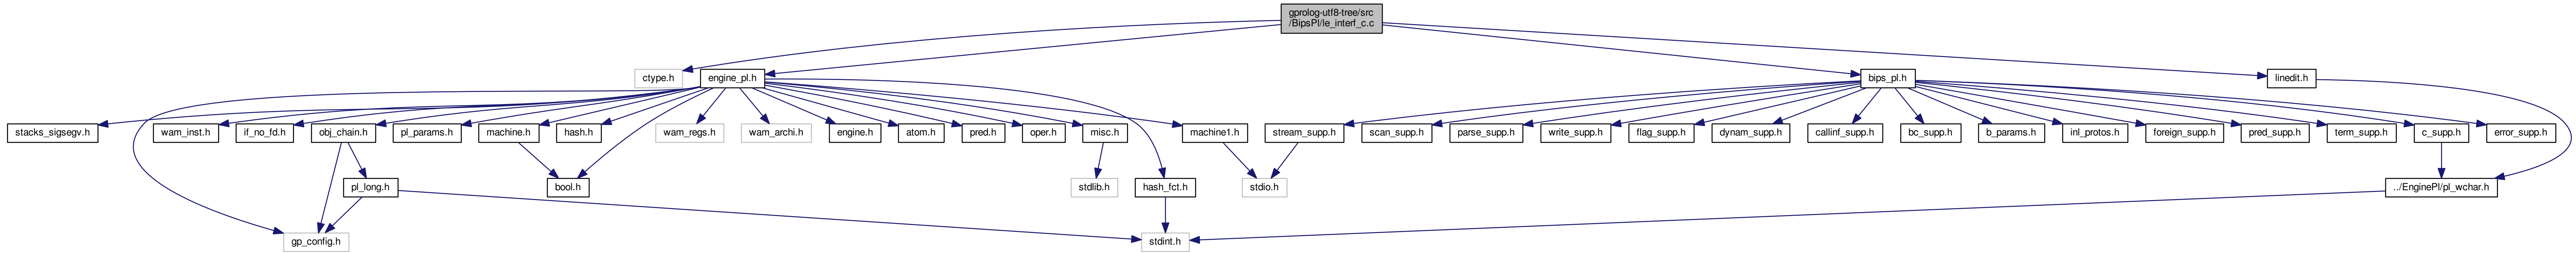 gprolog-utf8-tree/src
/BipsPl/le_interf_c.c
ctype.h
engine_pl.h
bips_pl.h
linedit.h
stacks_sigsegv.h
wam_inst.h
if_no_fd.h
obj_chain.h
pl_params.h
machine.h
hash.h
wam_regs.h
wam_archi.h
engine.h
atom.h
pred.h
oper.h
misc.h
machine1.h
stream_supp.h
scan_supp.h
parse_supp.h
write_supp.h
flag_supp.h
dynam_supp.h
callinf_supp.h
bc_supp.h
b_params.h
inl_protos.h
foreign_supp.h
pred_supp.h
term_supp.h
c_supp.h
error_supp.h
pl_long.h
bool.h
stdlib.h
hash_fct.h
stdio.h
../EnginePl/pl_wchar.h
gp_config.h
stdint.h